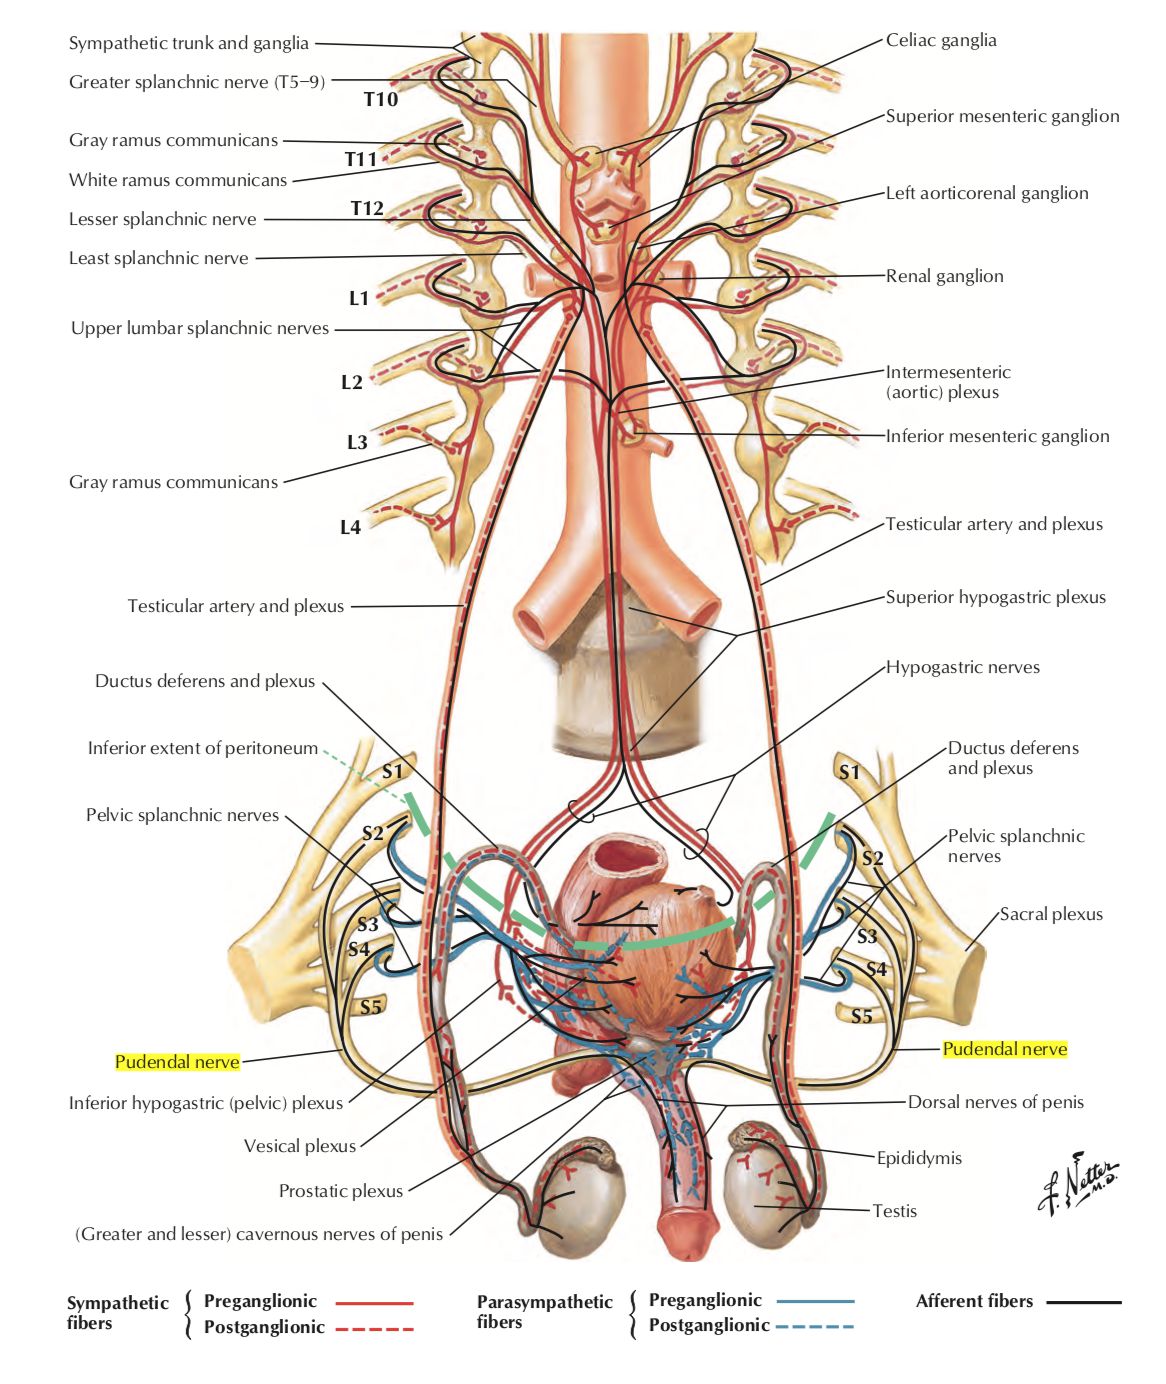 Sympathetic trunk and ganglia
Celiac ganglia
Greater splanchnic nerve (T5–9)
T10
Superior mesenteric ganglion
Gray ramus communicans
T11
White ramus communicans
Left aorticorenal ganglion
T12
Lesser splanchnic nerve
Least splanchnic nerve
Renal ganglion
L1
Upper lumbar splanchnic nerves
Intermesenteric
(aortic) plexus
L2
Inferior mesenteric ganglion
L3
Gray ramus communicans
L4
Testicular artery and plexus
Testicular artery and plexus
Superior hypogastric plexus
Hypogastric nerves
Ductus deferens and plexus
Inferior extent of peritoneum
Ductus deferens
and plexus
S1
S1
Pelvic splanchnic nerves
S2
Pelvic splanchnic
nerves
S2
Sacral plexus
S3
S3
S4
S4
S5
S5
Pudendal nerve
Pudendal nerve
Inferior hypogastric (pelvic) plexus
Dorsal nerves of penis
Vesical plexus
Epididymis
Prostatic plexus
Testis
(Greater and lesser) cavernous nerves of penis
F. Netter
M.D.
Sympathetic
fibers
Preganglionic
Postganglionic
Parasympathetic
fibers
Preganglionic
Postganglionic
Afferent fibers